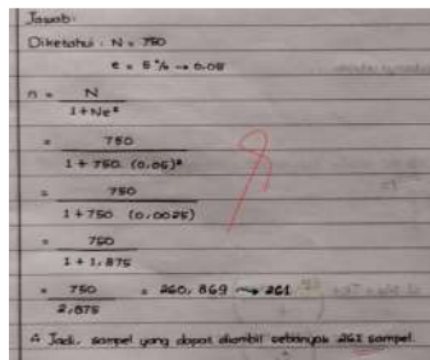 Jawab:
Diketahui : N = 750
e = 5% → 0.05
n = N
1 + Ne²
= 750
1 + 750 (0,05)²
= 750
1 + 750 (0,0025)
= 750
1 + 1,875
= 750 = 260,869 ⤳ 261
2,875
∴ Jadi, sampel yang dapat diambil sebanyak 261 sampel.